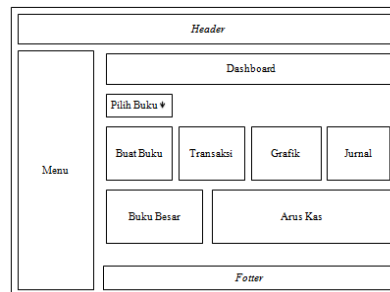 Header
Dashboard
Pilih Buku
Menu
Buat Buku
Transaksi
Grafik
Jurnal
Buku Besar
Arus Kas
Fotter